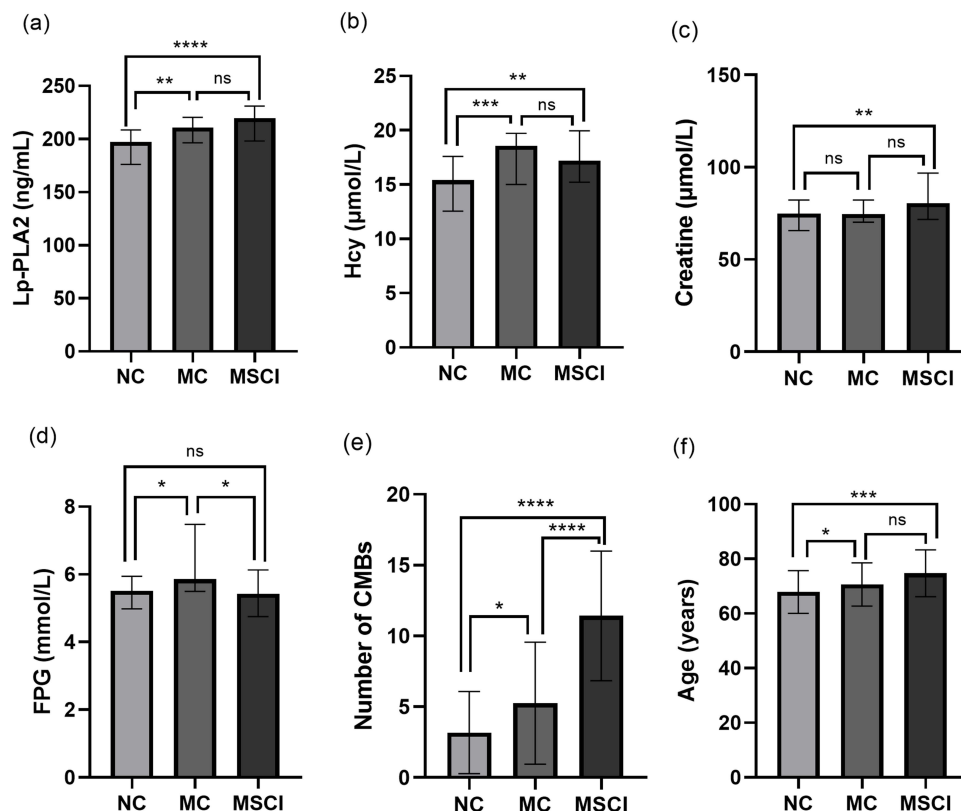 (a)
****
**
ns
Lp-PLA2 (ng/mL)
250
200
150
100
50
0
NC MC MSCI
(b)
**
***
ns
Hcy (μmol/L)
25
20
15
10
5
0
NC MC MSCI
(c)
**
ns
ns
Creatine (μmol/L)
150
100
50
0
NC MC MSCI
(d)
ns
*
*
FPG (mmol/L)
8
6
4
2
0
NC MC MSCI
(e)
****
****
*
Number of CMBs
20
15
10
5
0
NC MC MSCI
(f)
***
*
ns
Age (years)
100
80
60
40
20
0
NC MC MSCI